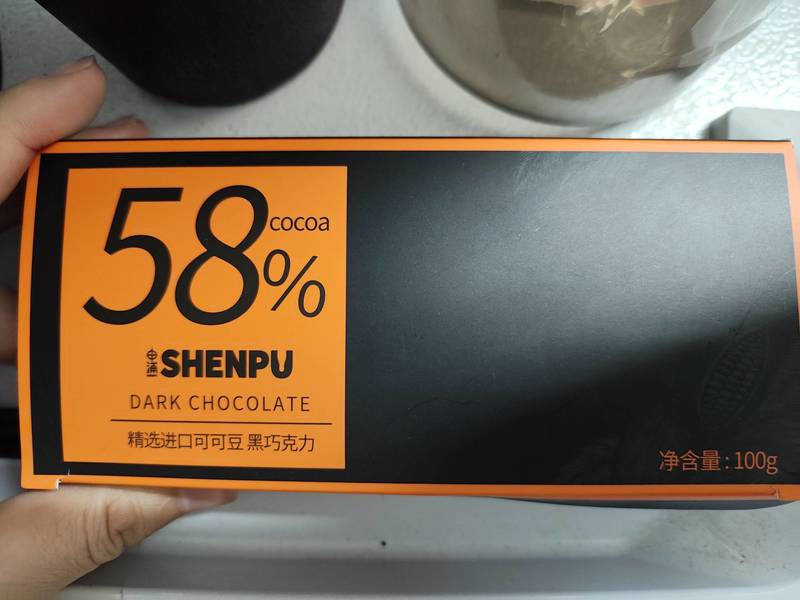 58%
cocoa
申浦 SHENPU
DARK CHOCOLATE
精选进口可可豆 黑巧克力
净含量:100g